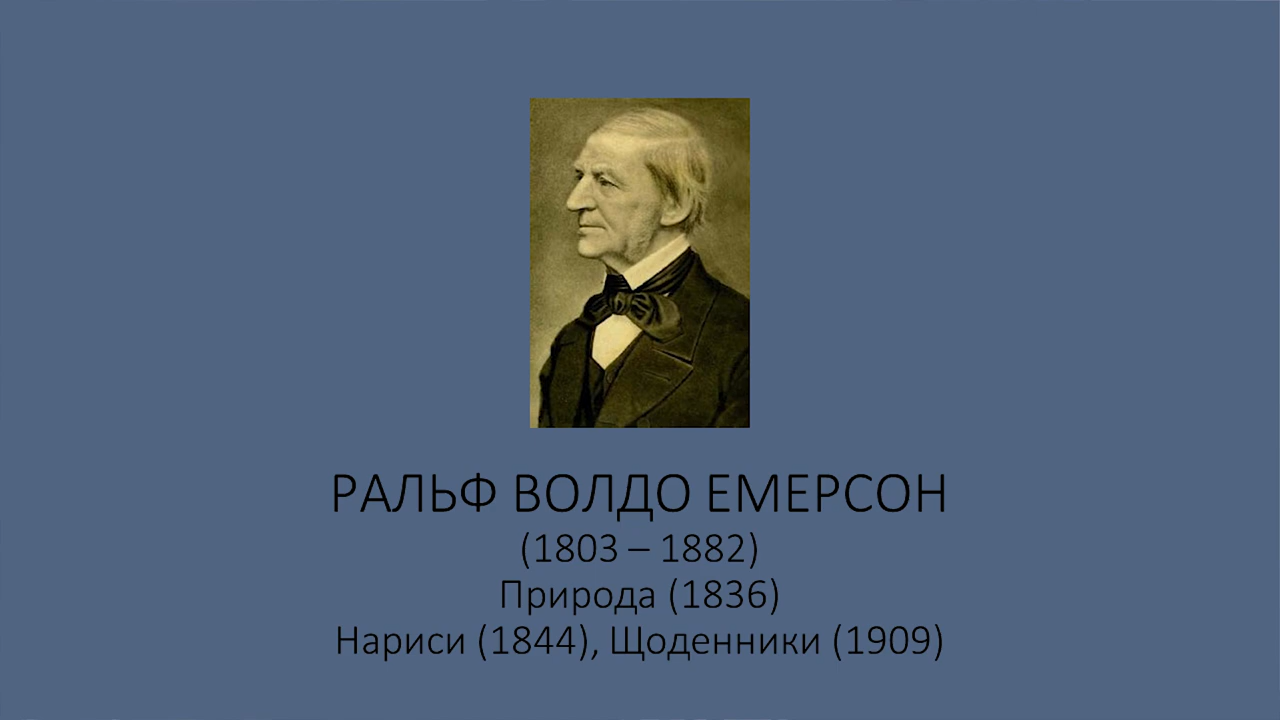 РАЛЬФ ВОЛДО ЕМЕРСОН
(1803 – 1882)
Природа (1836)
Нариси (1844), Щоденники (1909)